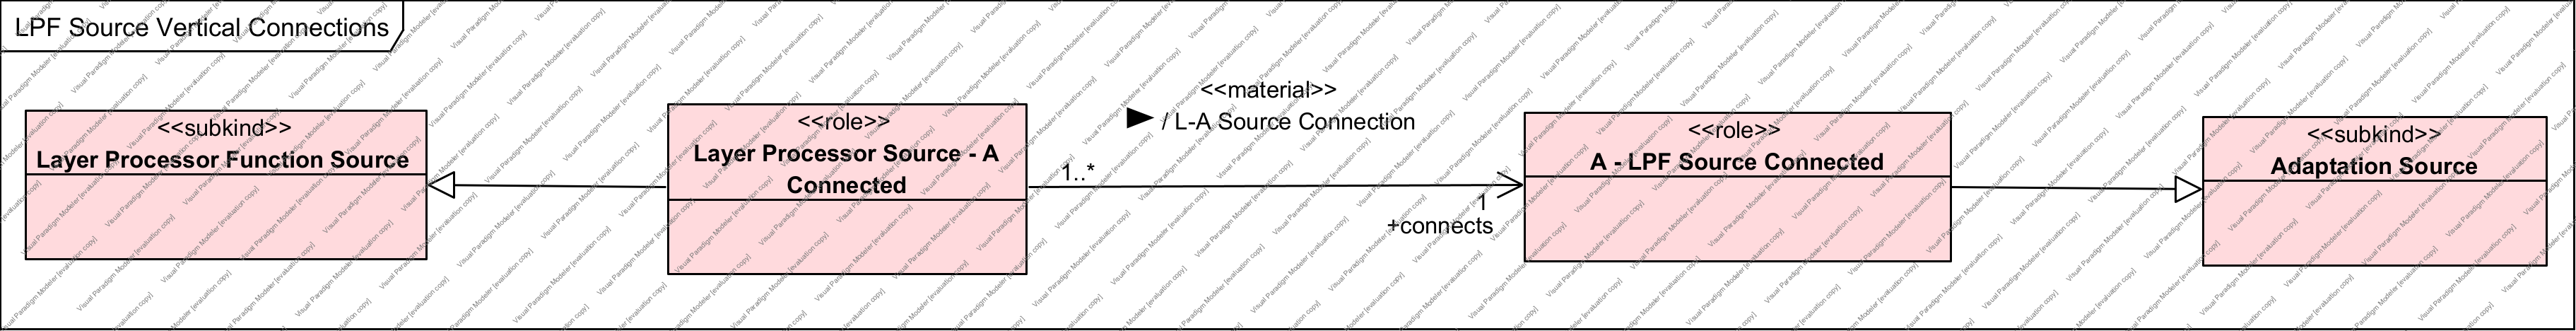 LPF Source Vertical Connections
<<subkind>>
Layer Processor Function Source
<<role>>
Layer Processor Source - A
Connected
<<material>>
/ L-A Source Connection
1..*
1
+connects
<<role>>
A - LPF Source Connected
<<subkind>>
Adaptation Source
Visual Paradigm Modeler [evaluation copy]